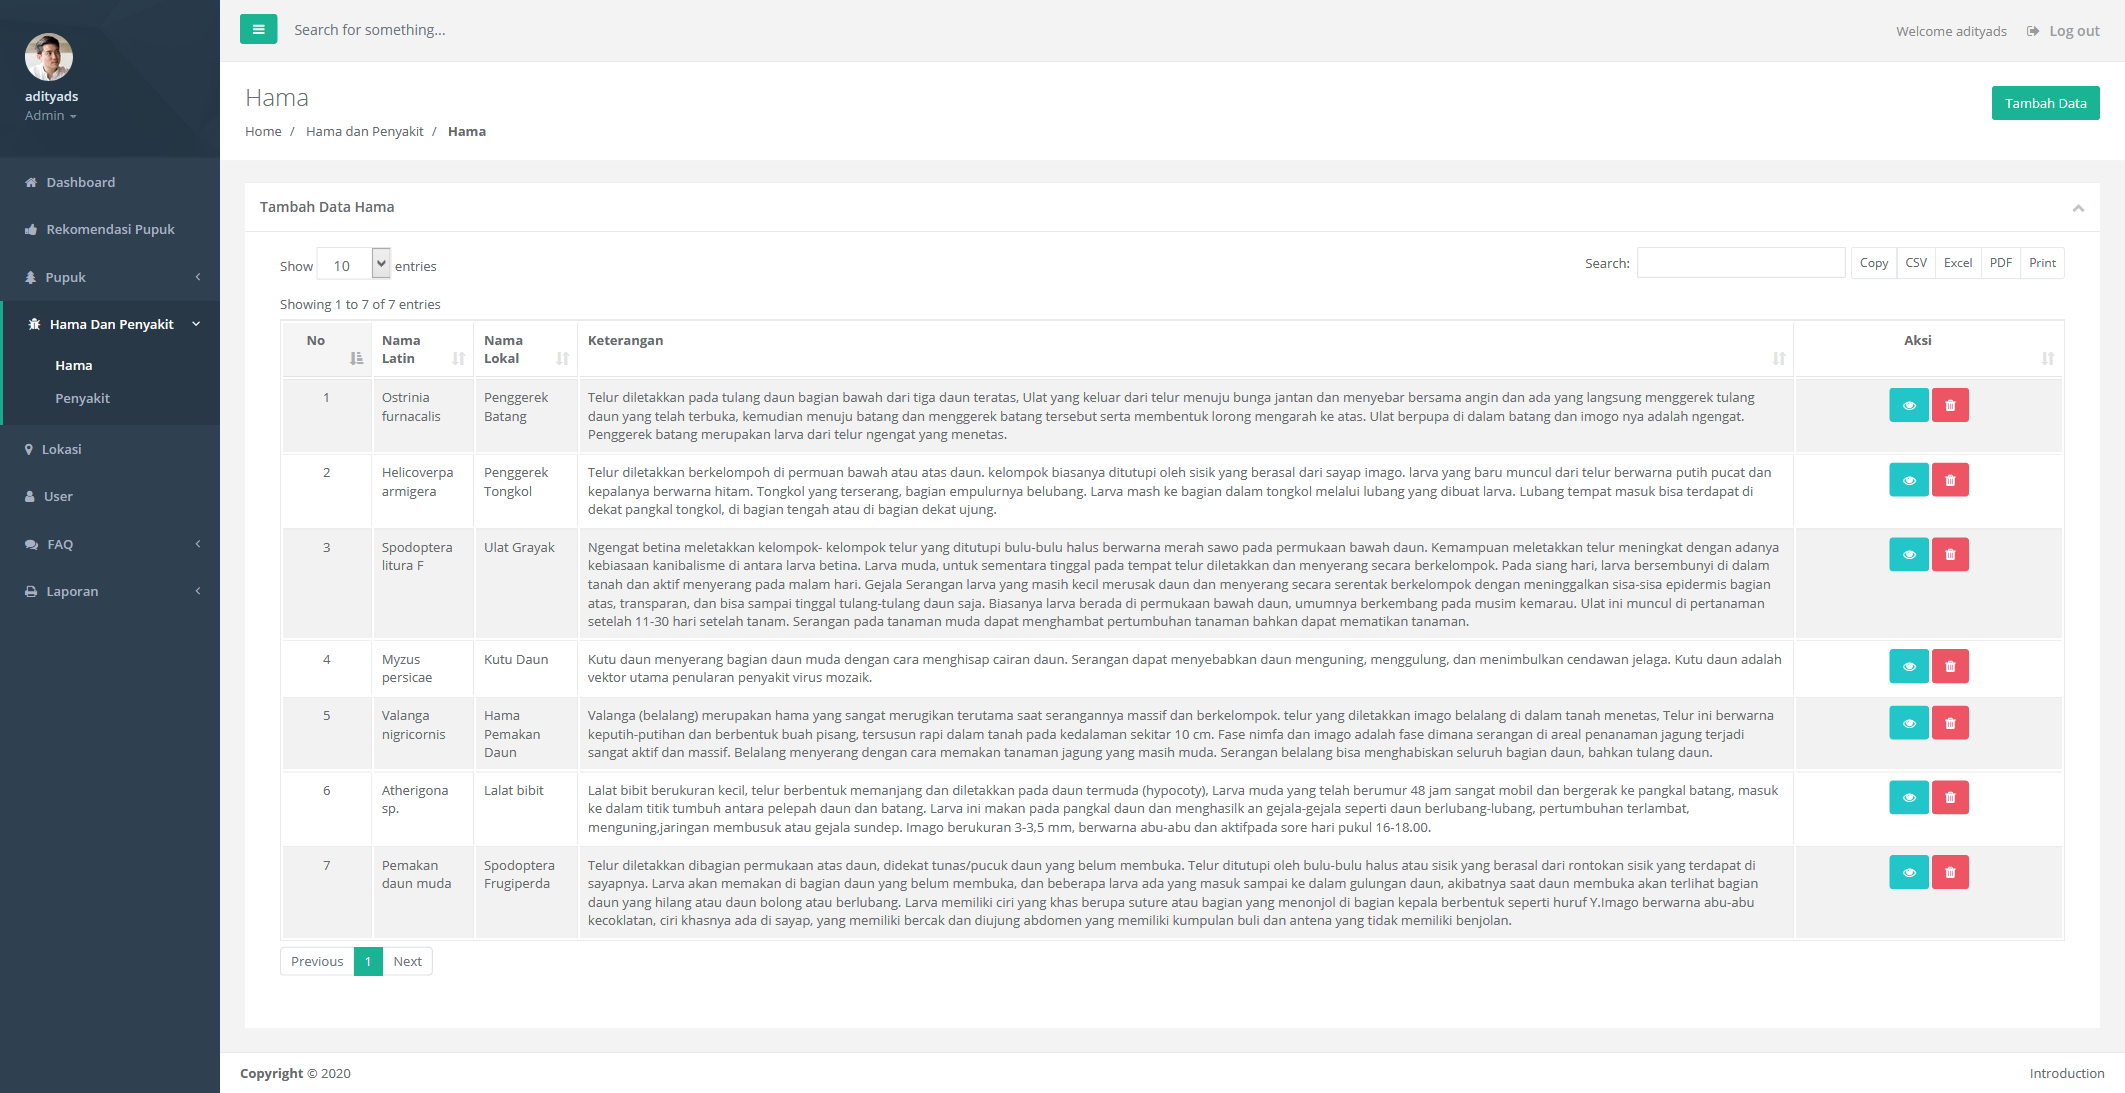 adityads
Admin
Dashboard
Rekomendasi Pupuk
Pupuk
Hama Dan Penyakit
Hama
Penyakit
Lokasi
User
FAQ
Laporan
Search for something...
Welcome adityads
Log out
Hama
Home / Hama dan Penyakit / Hama
Tambah Data
Tambah Data Hama
Show 10 entries
Search:
Copy CSV Excel PDF Print
Showing 1 to 7 of 7 entries
No
Nama
Latin
Nama
Lokal
Keterangan
Aksi
1
Ostrinia
furnacalis
Penggerek
Batang
Telur diletakkan pada tulang daun bagian bawah dari tiga daun teratas, Ulat yang keluar dari telur menuju bunga jantan dan menyebar bersama angin dan ada yang langsung menggerek tulang
daun yang telah terbuka, kemudian menuju batang dan menggerek batang tersebut serta membentuk lorong mengarah ke atas. Ulat berpupa di dalam batang dan imogo nya adalah ngengat.
Penggerek batang merupakan larva dari telur ngengat yang menetas.
2
Helicoverpa
armigera
Penggerek
Tongkol
Telur diletakkan berkelompoh di permuan bawah atau atas daun. kelompok biasanya ditutupi oleh sisik yang berasal dari sayap imago. larva yang baru muncul dari telur berwarna putih pucat dan
kepalanya berwarna hitam. Tongkol yang terserang, bagian empulurnya belubang. Larva mash ke bagian dalam tongkol melalui lubang yang dibuat larva. Lubang tempat masuk bisa terdapat di
dekat pangkal tongkol, di bagian tengah atau di bagian dekat ujung.
3
Spodoptera
litura F
Ulat Grayak
Ngengat betina meletakkan kelompok- kelompok telur yang ditutupi bulu-bulu halus berwarna merah sawo pada permukaan bawah daun. Kemampuan meletakkan telur meningkat dengan adanya
kebiasaan kanibalisme di antara larva betina. Larva muda, untuk sementara tinggal pada tempat telur diletakkan dan menyerang secara berkelompok. Pada siang hari, larva bersembunyi di dalam
tanah dan aktif menyerang pada malam hari. Gejala Serangan larva yang masih kecil merusak daun dan menyerang secara serentak berkelompok dengan meninggalkan sisa-sisa epidermis bagian
atas, transparan, dan bisa sampai tinggal tulang-tulang daun saja. Biasanya larva berada di permukaan bawah daun, umumnya berkembang pada musim kemarau. Ulat ini muncul di pertanaman
setelah 11-30 hari setelah tanam. Serangan pada tanaman muda dapat menghambat pertumbuhan tanaman bahkan dapat mematikan tanaman.
4
Myzus
persicae
Kutu Daun
Kutu daun menyerang bagian daun muda dengan cara menghisap cairan daun. Serangan dapat menyebabkan daun menguning, menggulung, dan menimbulkan cendawan jelaga. Kutu daun adalah
vektor utama penularan penyakit virus mozaik.
5
Valanga
nigricornis
Hama
Pemakan
Daun
Valanga (belalang) merupakan hama yang sangat merugikan terutama saat serangannya massif dan berkelompok. telur yang diletakkan imago belalang di dalam tanah menetas, Telur ini berwarna
keputih-putihan dan berbentuk buah pisang, tersusun rapi dalam tanah pada kedalaman sekitar 10 cm. Fase nimfa dan imago adalah fase dimana serangan di areal penanaman jagung terjadi
sangat aktif dan massif. Belalang menyerang dengan cara memakan tanaman jagung yang masih muda. Serangan belalang bisa menghabiskan seluruh bagian daun, bahkan tulang daun.
6
Atherigona
sp.
Lalat bibit
Lalat bibit berukuran kecil, telur berbentuk memanjang dan diletakkan pada daun termuda (hypocoty), Larva muda yang telah berumur 48 jam sangat mobil dan bergerak ke pangkal batang, masuk
ke dalam titik tumbuh antara pelepah daun dan batang. Larva ini makan pada pangkal daun dan menghasilk an gejala-gejala seperti daun berlubang-lubang, pertumbuhan terlambat,
menguning,jaringan membusuk atau gejala sundep. Imago berukuran 3-3,5 mm, berwarna abu-abu dan aktifpada sore hari pukul 16-18.00.
7
Pemakan
daun muda
Spodoptera
Frugiperda
Telur diletakkan dibagian permukaan atas daun, didekat tunas/pucuk daun yang belum membuka. Telur ditutupi oleh bulu-bulu halus atau sisik yang berasal dari rontokan sisik yang terdapat di
sayapnya. Larva akan memakan di bagian daun yang belum membuka, dan beberapa larva ada yang masuk sampai ke dalam gulungan daun, akibatnya saat daun membuka akan terlihat bagian
daun yang hilang atau daun bolong atau berlubang. Larva memiliki ciri yang khas berupa suture atau bagian yang menonjol di bagian kepala berbentuk seperti huruf Y.Imago berwarna abu-abu
kecoklatan, ciri khasnya ada di sayap, yang memiliki bercak dan diujung abdomen yang memiliki kumpulan buli dan antena yang tidak memiliki benjolan.
Previous 1 Next
Copyright © 2020
Introduction